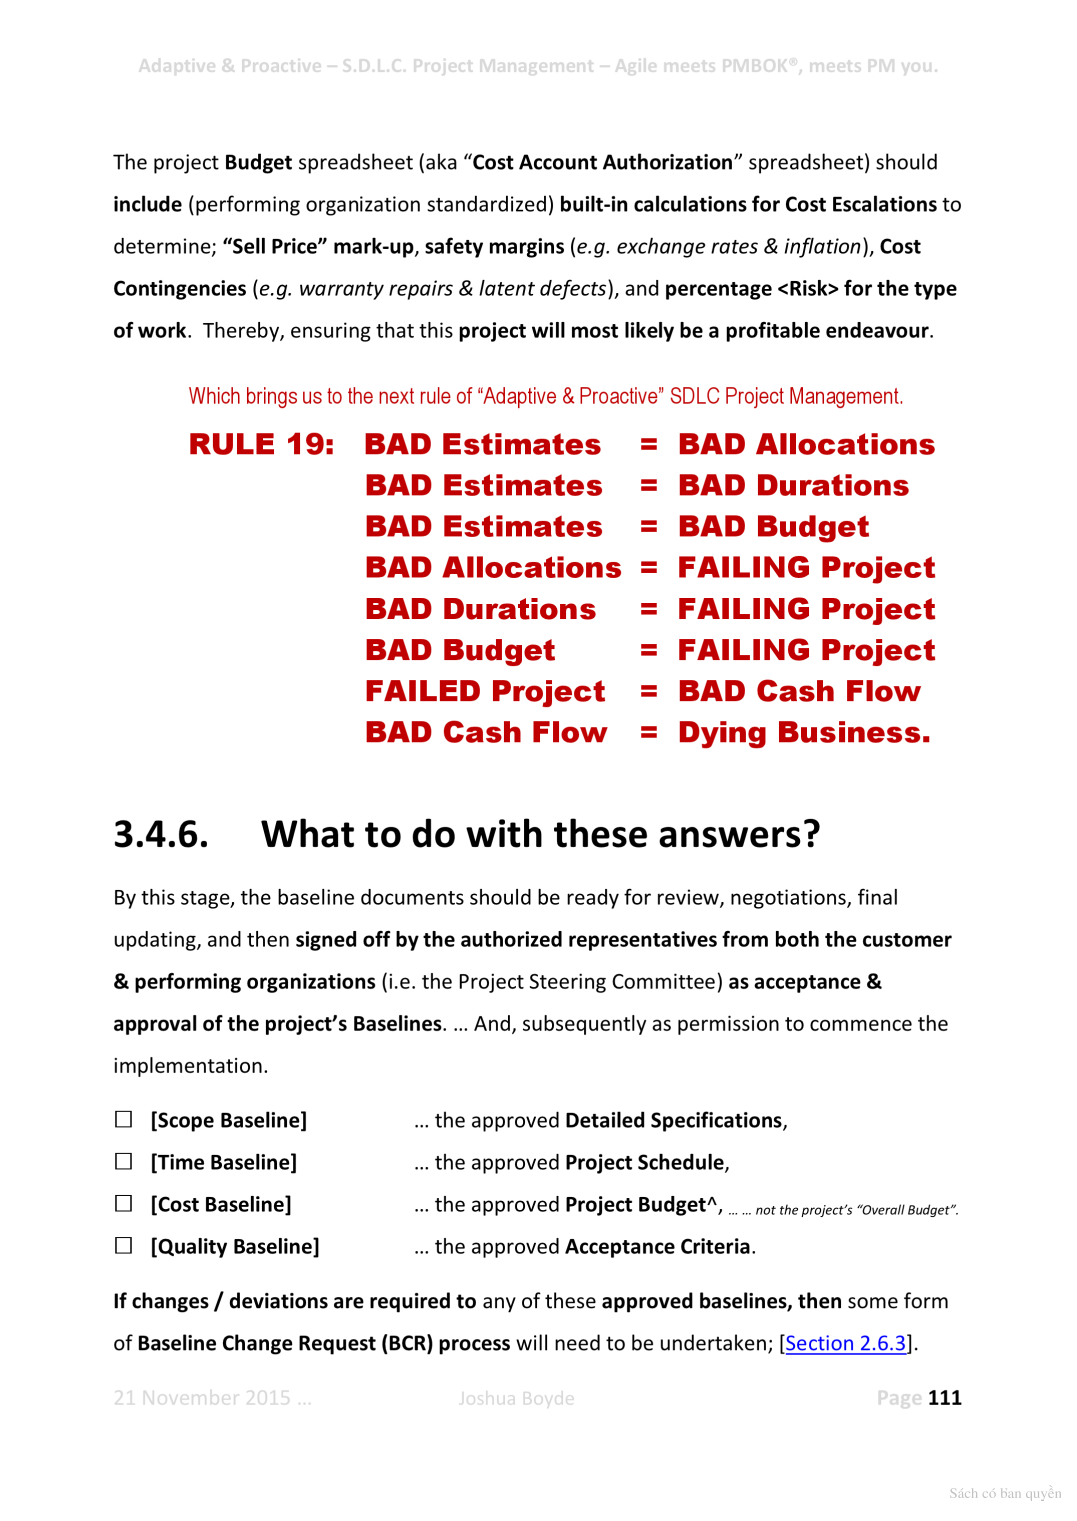 Adaptive & Proactive – S.D.L.C. Project Management – Agile meets PMBOK®, meets PM you.
The project Budget spreadsheet (aka “Cost Account Authorization” spreadsheet) should
include (performing organization standardized) built-in calculations for Cost Escalations to
determine; “Sell Price” mark-up, safety margins (e.g. exchange rates & inflation), Cost
Contingencies (e.g. warranty repairs & latent defects), and percentage <Risk> for the type
of work. Thereby, ensuring that this project will most likely be a profitable endeavour.
Which brings us to the next rule of “Adaptive & Proactive” SDLC Project Management.
RULE 19: BAD Estimates = BAD Allocations
BAD Estimates = BAD Durations
BAD Estimates = BAD Budget
BAD Allocations = FAILING Project
BAD Durations = FAILING Project
BAD Budget = FAILING Project
FAILED Project = BAD Cash Flow
BAD Cash Flow = Dying Business.
3.4.6. What to do with these answers?
By this stage, the baseline documents should be ready for review, negotiations, final
updating, and then signed off by the authorized representatives from both the customer
& performing organizations (i.e. the Project Steering Committee) as acceptance &
approval of the project’s Baselines. … And, subsequently as permission to commence the
implementation.
☐ [Scope Baseline] … the approved Detailed Specifications,
☐ [Time Baseline] … the approved Project Schedule,
☐ [Cost Baseline] … the approved Project Budget^, … … not the project’s “Overall Budget”.
☐ [Quality Baseline] … the approved Acceptance Criteria.
If changes / deviations are required to any of these approved baselines, then some form
of Baseline Change Request (BCR) process will need to be undertaken; [Section 2.6.3].
21 November 2015 … Joshua Boyde Page 111
Sách có bản quyền